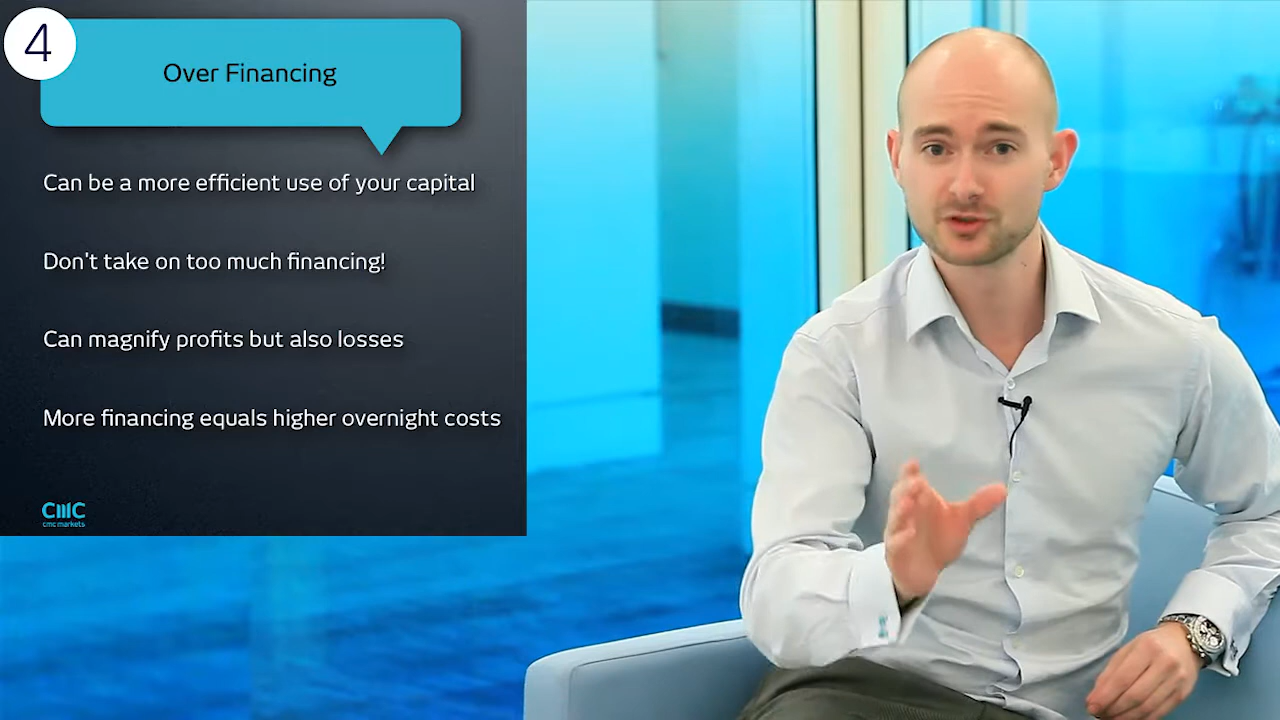 4
Over Financing
Can be a more efficient use of your capital
Don't take on too much financing!
Can magnify profits but also losses
More financing equals higher overnight costs
CMC
cmc markets